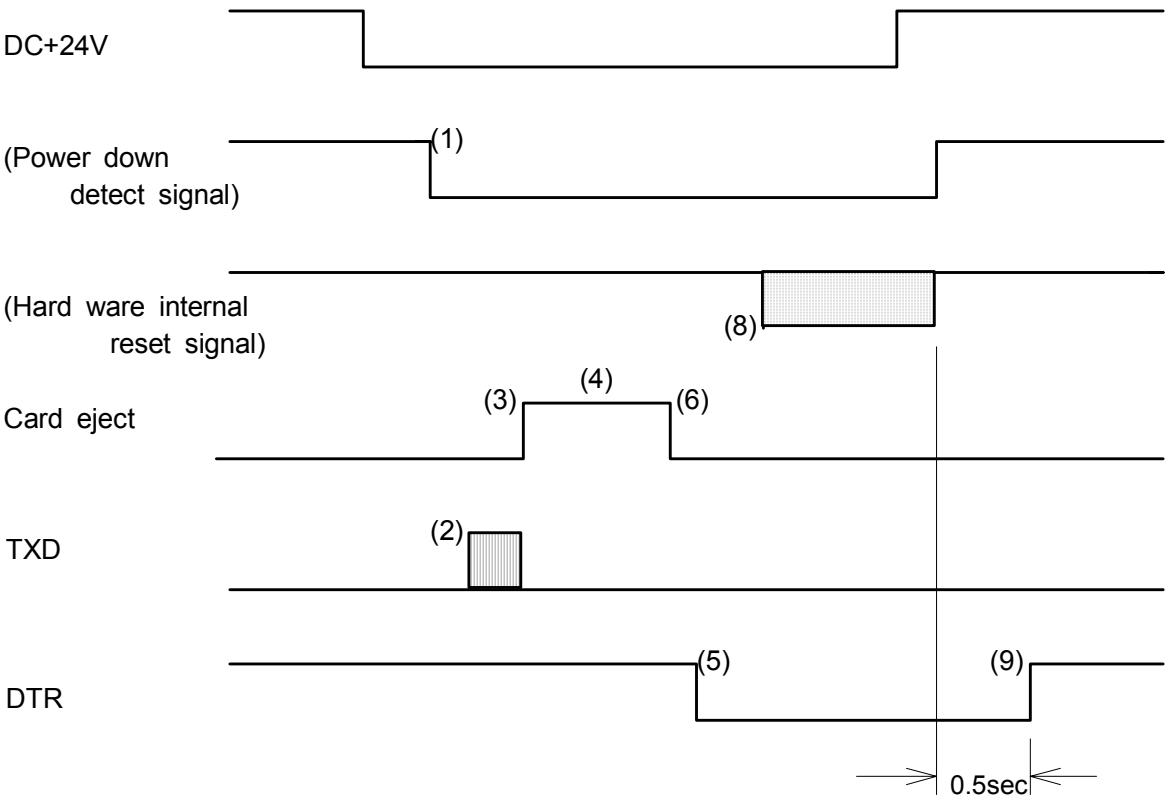 DC+24V
(1)
(Power down
detect signal)
(Hard ware internal
reset signal)
(8)
(4)
(3)
(6)
Card eject
(2)
TXD
(5)
(9)
DTR
0.5sec